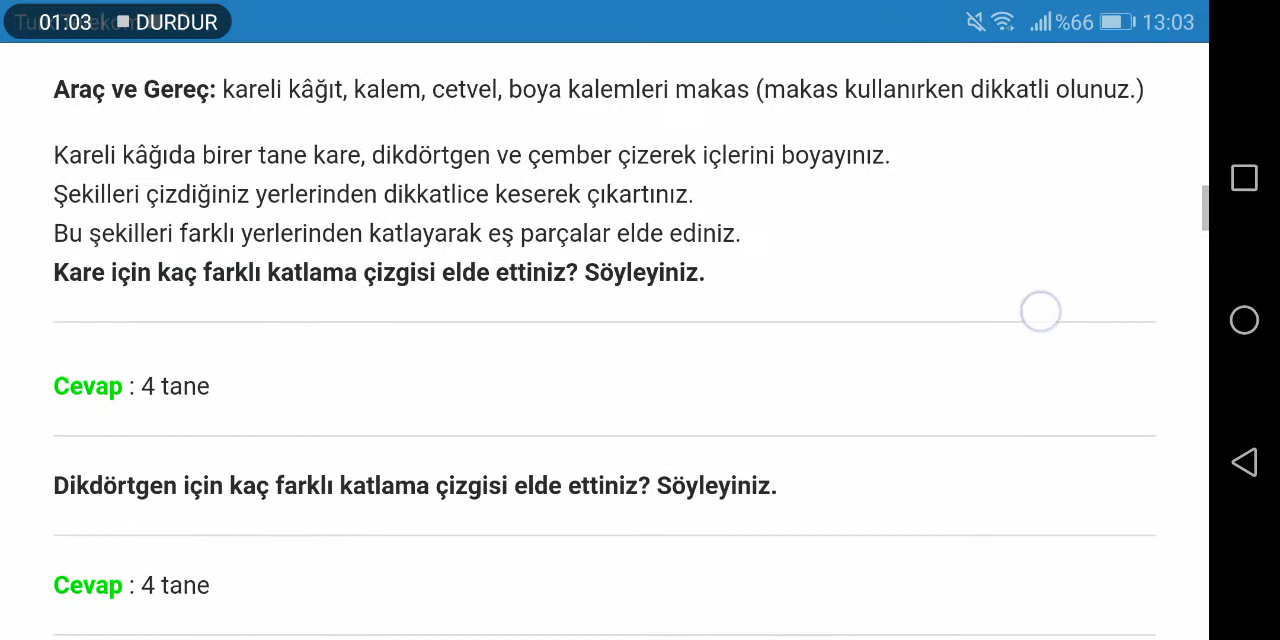 01:03 DURDUR %66 13:03
Araç ve Gereç: kareli kâğıt, kalem, cetvel, boya kalemleri makas (makas kullanırken dikkatli olunuz.)
Kareli kâğıda birer tane kare, dikdörtgen ve çember çizerek içlerini boyayınız.
Şekilleri çizdiğiniz yerlerinden dikkatlice keserek çıkartınız.
Bu şekilleri farklı yerlerinden katlayarak eş parçalar elde ediniz.
Kare için kaç farklı katlama çizgisi elde ettiniz? Söyleyiniz.
Cevap : 4 tane
Dikdörtgen için kaç farklı katlama çizgisi elde ettiniz? Söyleyiniz.
Cevap : 4 tane